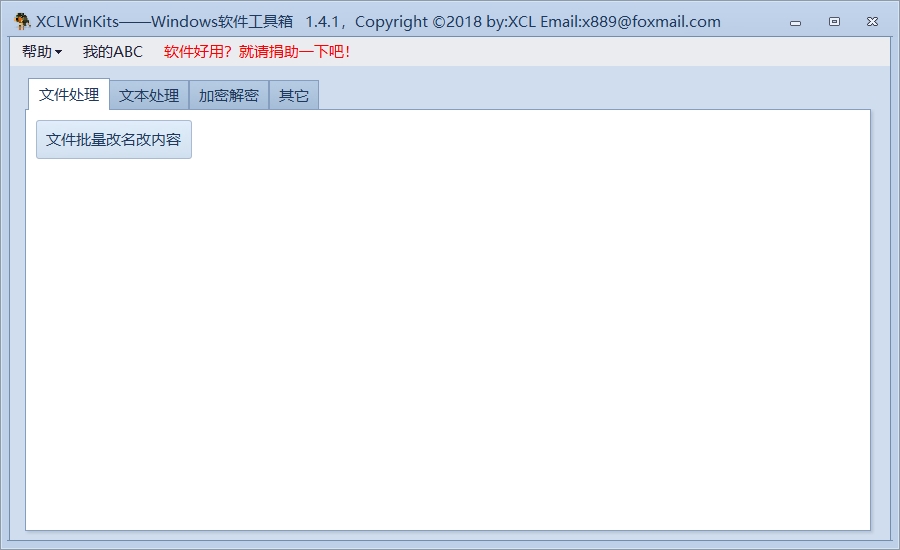 XCLWinKits——Windows软件工具箱 1.4.1，Copyright ©2018 by:XCL Email:x889@foxmail.com
帮助 我的ABC 软件好用？就请捐助一下吧！
文件处理 文本处理 加密解密 其它
文件批量改名改内容